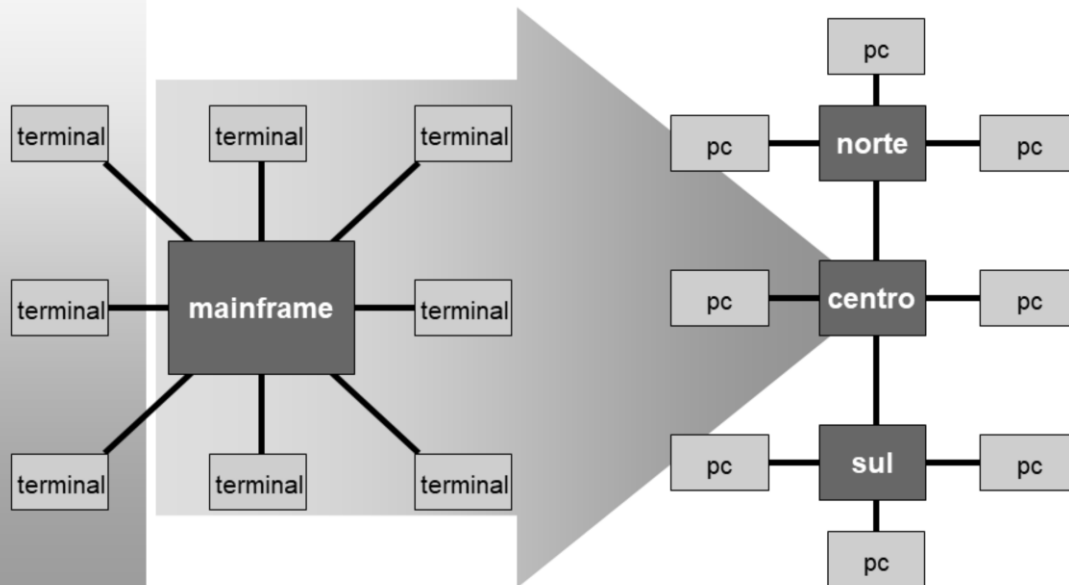 terminal
terminal
terminal
terminal
mainframe
terminal
terminal
terminal
terminal
pc
pc
norte
pc
pc
centro
pc
pc
sul
pc
pc